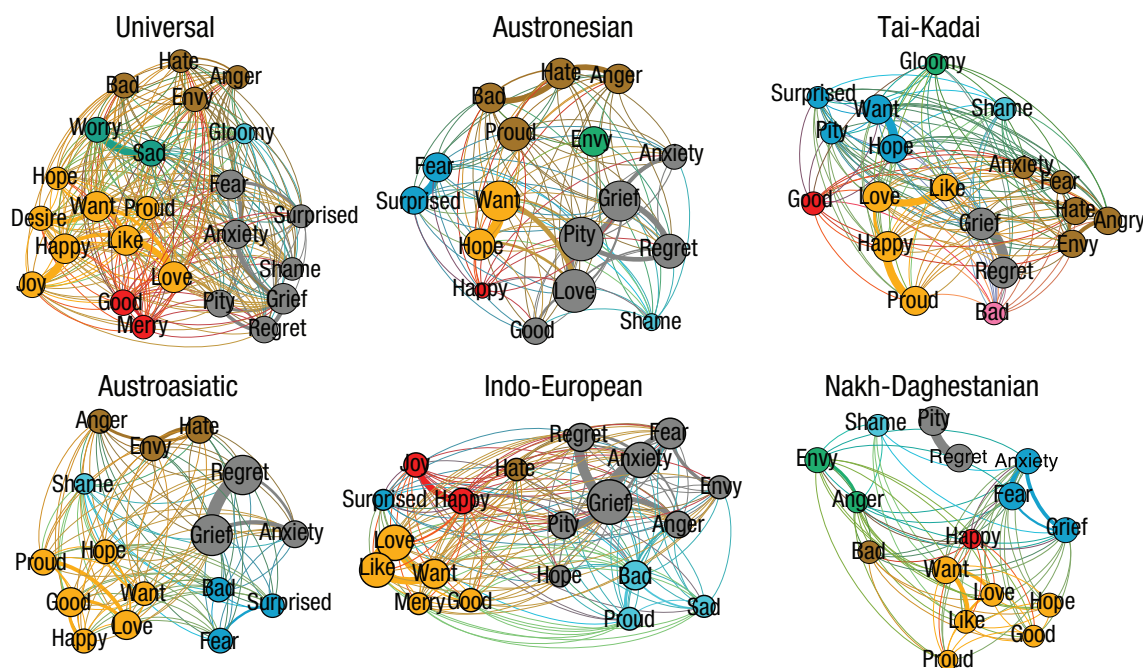 Universal
Hate
Bad
Anger
Envy
Worry
Gloomy
Sad
Hope
Fear
Want
Proud
Desire
Surprised
Happy
Like
Anxiety
Joy
Love
Shame
Good
Pity
Grief
Merry
Regret
Austronesian
Hate
Anger
Bad
Proud
Envy
Anxiety
Fear
Surprised
Want
Grief
Hope
Pity
Regret
Happy
Love
Good
Shame
Tai-Kadai
Gloomy
Surprised
Want
Shame
Pity
Hope
Anxiety
Fear
Good
Love
Like
Hate
Angry
Grief
Envy
Happy
Regret
Proud
Bad
Austroasiatic
Anger
Hate
Envy
Shame
Regret
Grief
Anxiety
Proud
Hope
Good
Want
Bad
Surprised
Happy
Love
Fear
Indo-European
Regret
Fear
Joy
Hate
Anxiety
Surprised
Happy
Grief
Envy
Pity
Anger
Love
Like
Want
Hope
Bad
Merry
Good
Proud
Sad
Nakh-Daghestanian
Shame
Pity
Envy
Regret
Anxiety
Anger
Fear
Grief
Bad
Happy
Want
Love
Hope
Like
Good
Proud